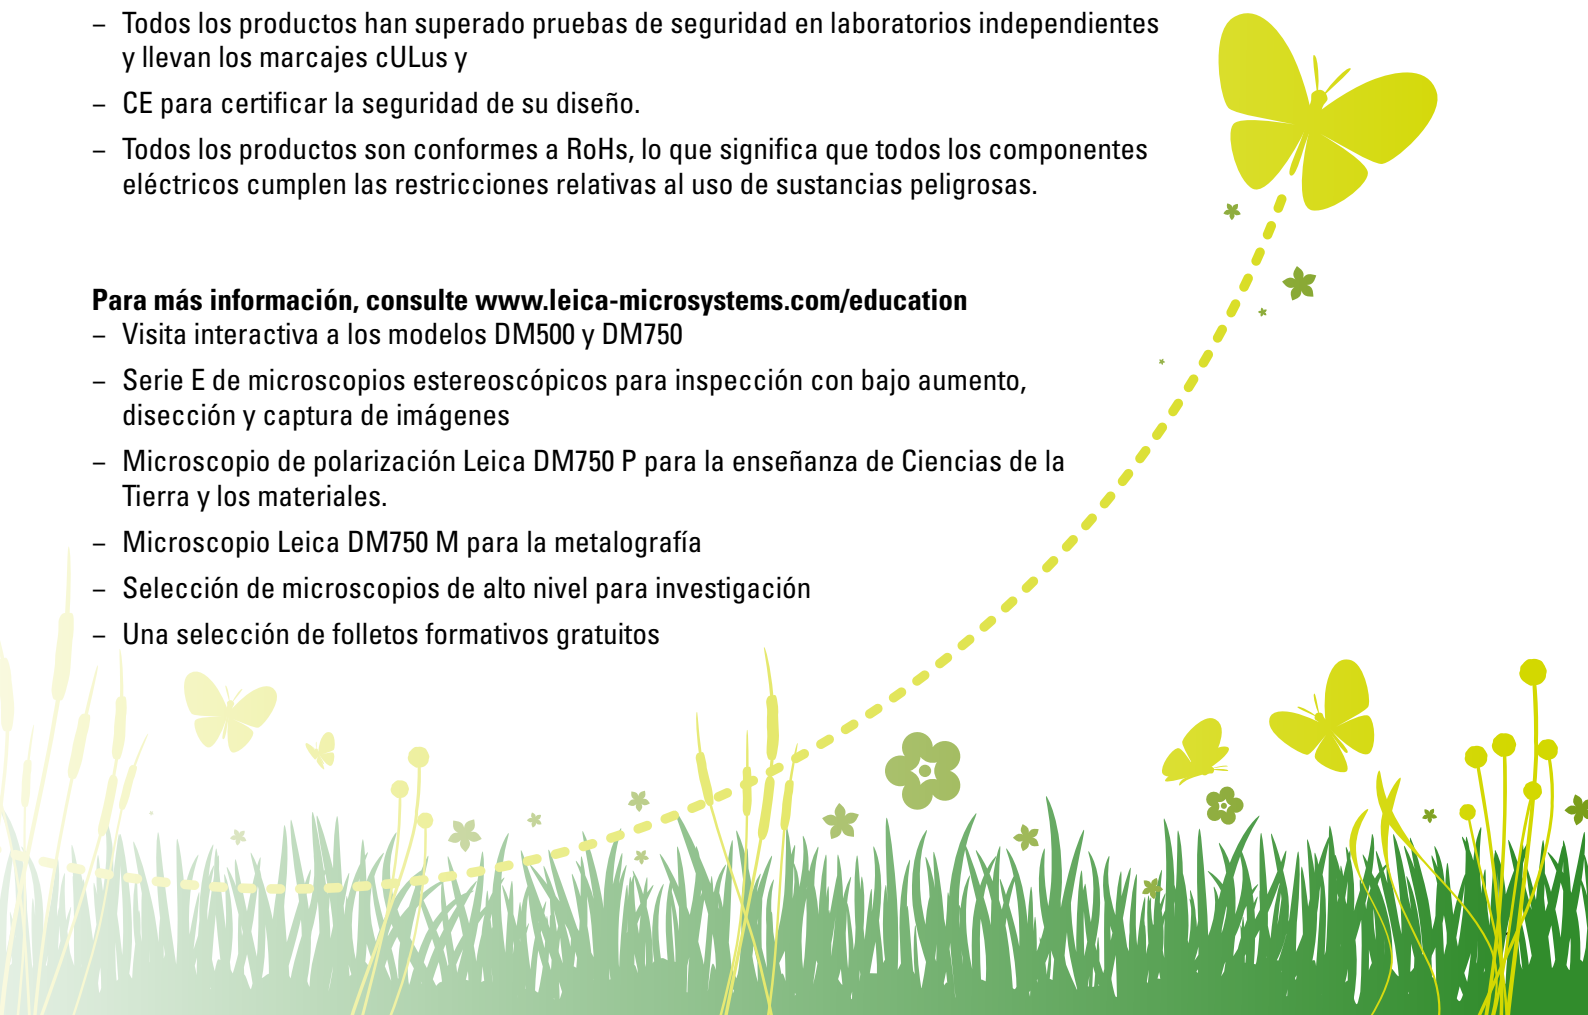 – Todos los productos han superado pruebas de seguridad en laboratorios independientes
y llevan los marcajes cULus y
– CE para certificar la seguridad de su diseño.
– Todos los productos son conformes a RoHs, lo que significa que todos los componentes
eléctricos cumplen las restricciones relativas al uso de sustancias peligrosas.
Para más información, consulte www.leica-microsystems.com/education
– Visita interactiva a los modelos DM500 y DM750
– Serie E de microscopios estereoscópicos para inspección con bajo aumento,
disección y captura de imágenes
– Microscopio de polarización Leica DM750 P para la enseñanza de Ciencias de la
Tierra y los materiales.
– Microscopio Leica DM750 M para la metalografía
– Selección de microscopios de alto nivel para investigación
– Una selección de folletos formativos gratuitos